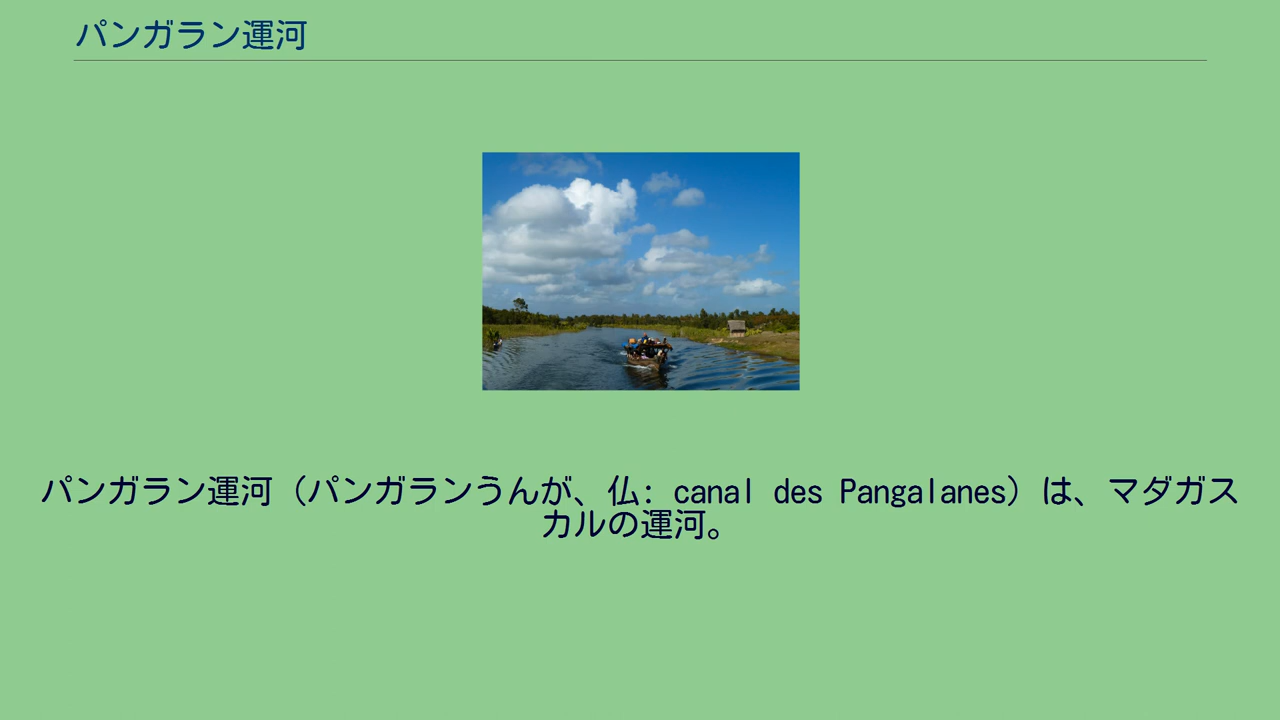 パンガラン運河
パンガラン運河（パンガランうんが、仏: canal des Pangalanes）は、マダガス
カルの運河。